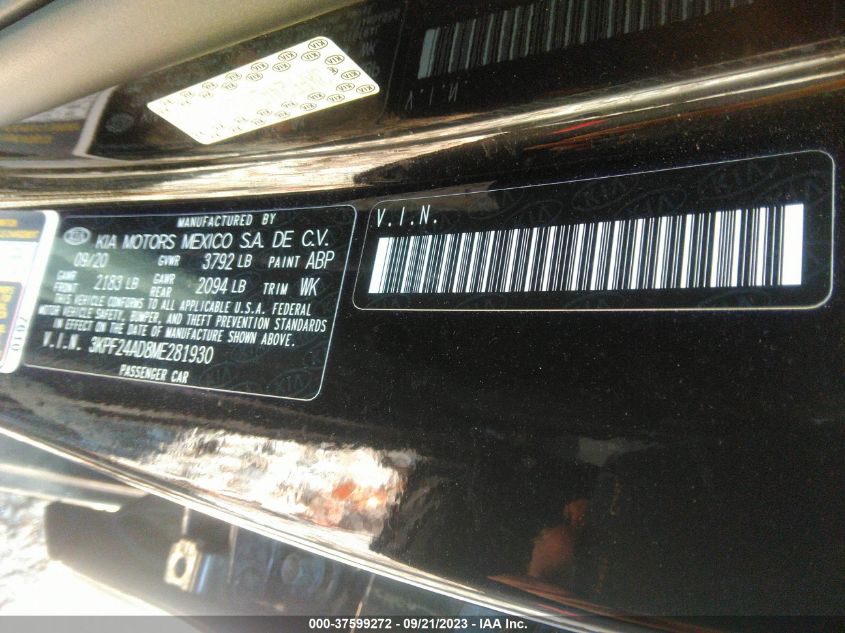 MANUFACTURED BY
KIA KIA MOTORS MEXICO S.A. DE C.V.
09/20 GVWR 3792 LB PAINT ABP
GAWR FRONT 2183 LB GAWR REAR 2094 LB TRIM WK
THIS VEHICLE CONFORMS TO ALL APPLICABLE U.S.A. FEDERAL
MOTOR VEHICLE SAFETY, BUMPER, AND THEFT PREVENTION STANDARDS
IN EFFECT ON THE DATE OF MANUFACTURE SHOWN ABOVE.
V.I.N. 3KPF24AD8ME281930
PASSENGER CAR
V.I.N.
000-37599272 - 09/21/2023 - IAA Inc.